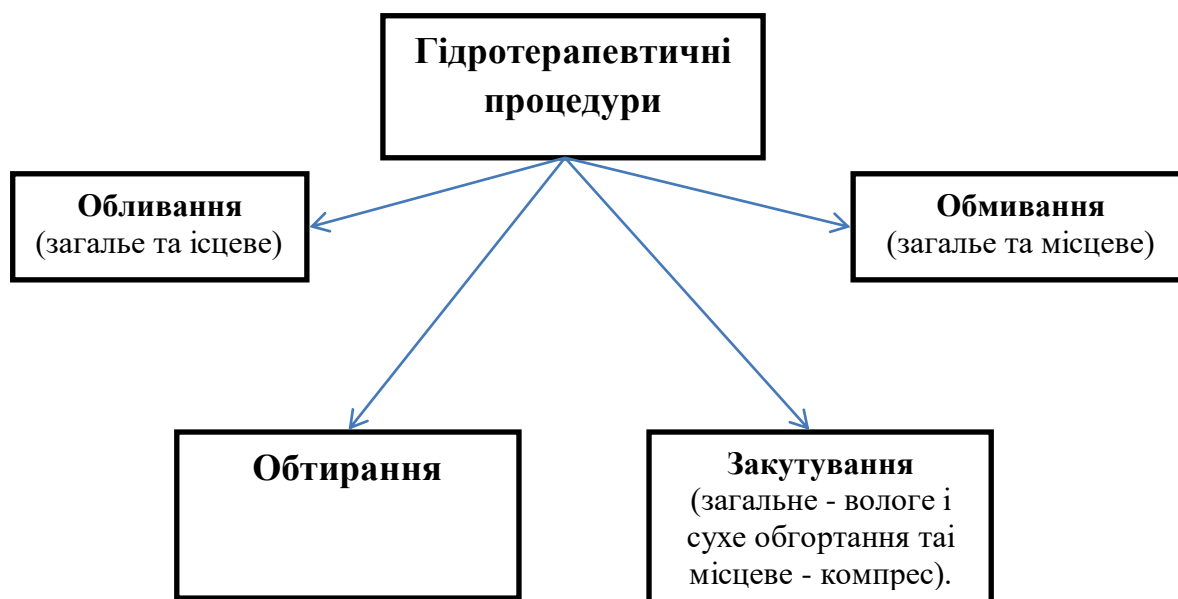 Гідротерапевтичні
процедури
Обливання
(загалье та ісцеве)
Обмивання
(загалье та місцеве)
Обтирання
Закутування
(загальне - вологе і
сухе обгортання таі
місцеве - компрес).